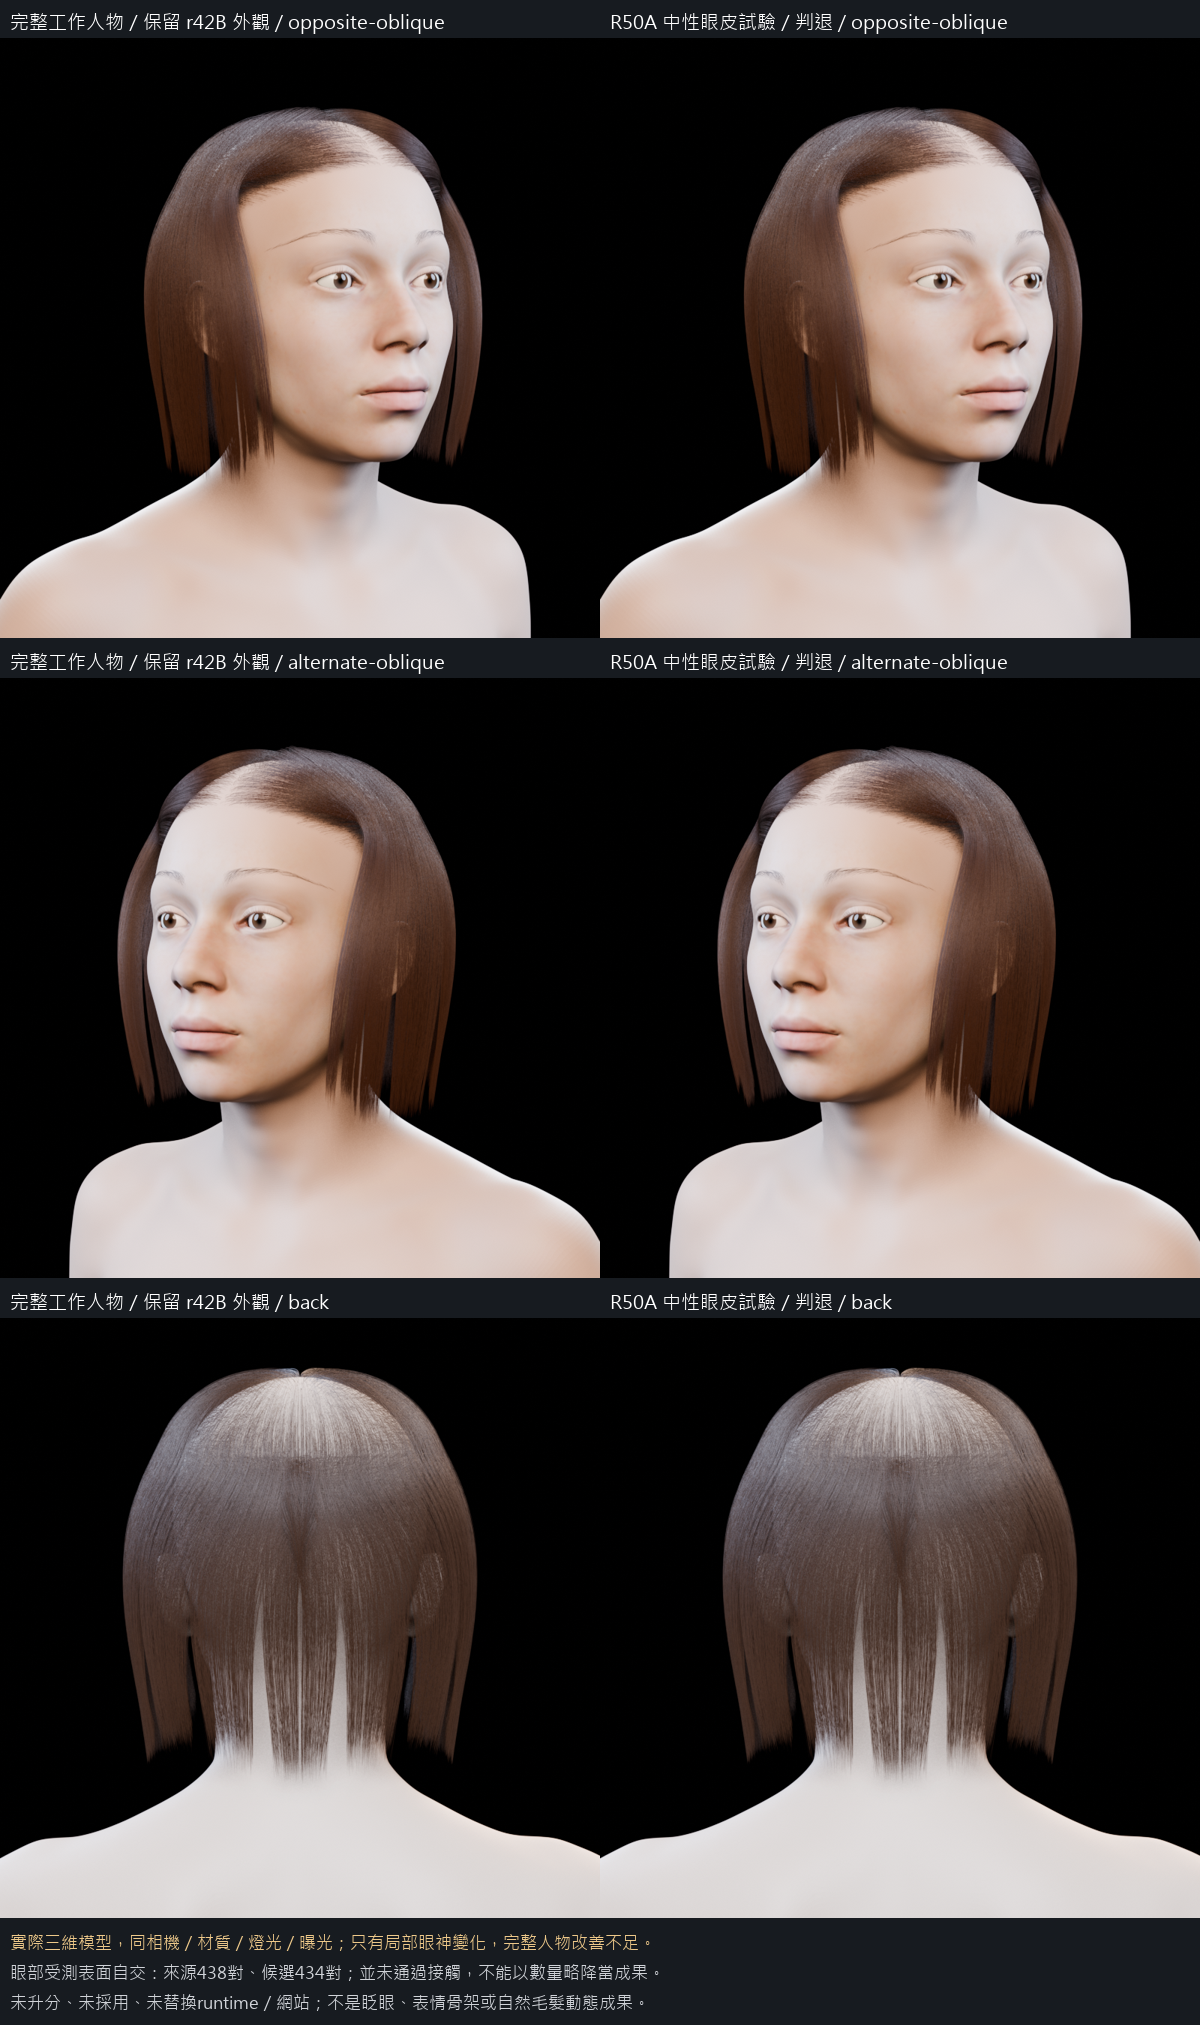 完整工作人物 / 保留 r42B 外觀 / opposite-oblique
R50A 中性眼皮試驗 / 判退 / opposite-oblique
完整工作人物 / 保留 r42B 外觀 / alternate-oblique
R50A 中性眼皮試驗 / 判退 / alternate-oblique
完整工作人物 / 保留 r42B 外觀 / back
R50A 中性眼皮試驗 / 判退 / back
實際三維模型，同相機 / 材質 / 燈光 / 曝光；只有局部眼神變化，完整人物改善不足。
眼部受測表面自交：來源438對、候選434對；並未通過接觸，不能以數量略降當成果。
未升分、未採用、未替換runtime / 網站；不是眨眼、表情骨架或自然毛髮動態成果。